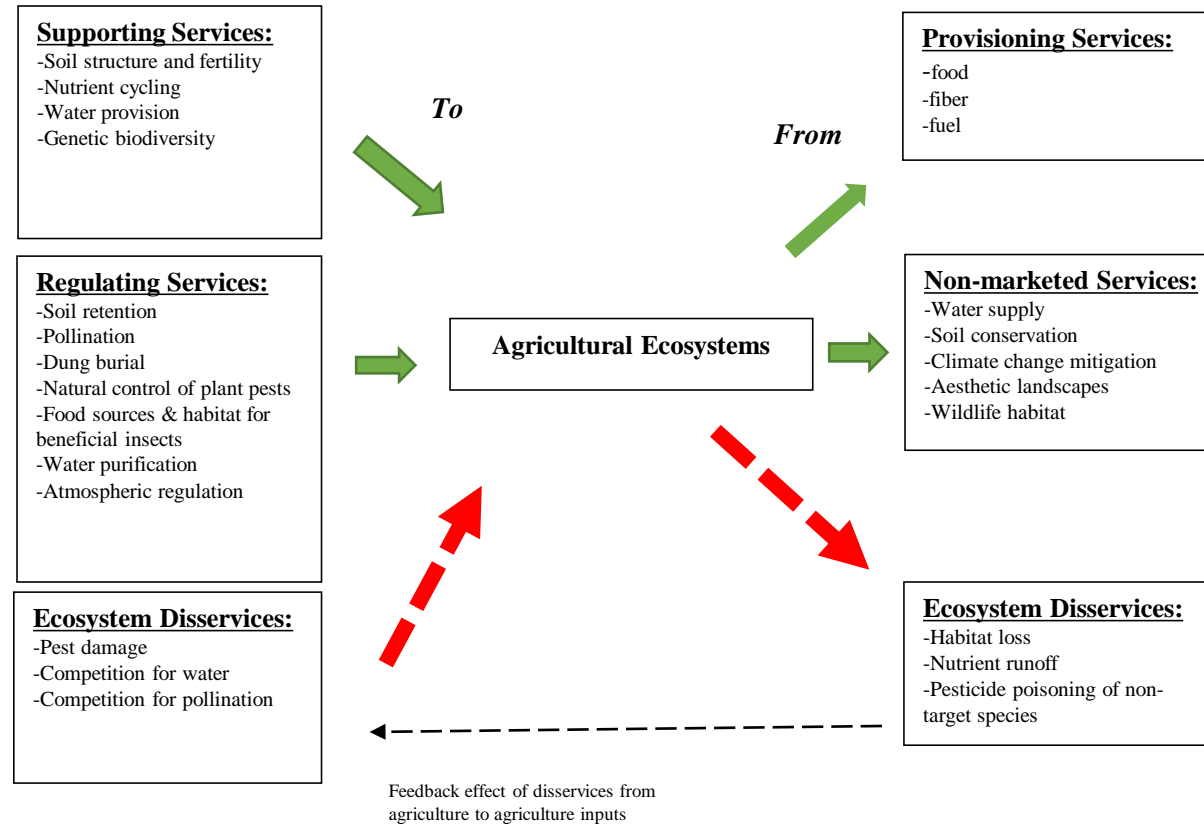 Supporting Services:
-Soil structure and fertility
-Nutrient cycling
-Water provision
-Genetic biodiversity
To
From
Provisioning Services:
-food
-fiber
-fuel
Regulating Services:
-Soil retention
-Pollination
-Dung burial
-Natural control of plant pests
-Food sources & habitat for
beneficial insects
-Water purification
-Atmospheric regulation
Agricultural Ecosystems
Non-marketed Services:
-Water supply
-Soil conservation
-Climate change mitigation
-Aesthetic landscapes
-Wildlife habitat
Ecosystem Disservices:
-Pest damage
-Competition for water
-Competition for pollination
Ecosystem Disservices:
-Habitat loss
-Nutrient runoff
-Pesticide poisoning of non-
target species
Feedback effect of disservices from
agriculture to agriculture inputs